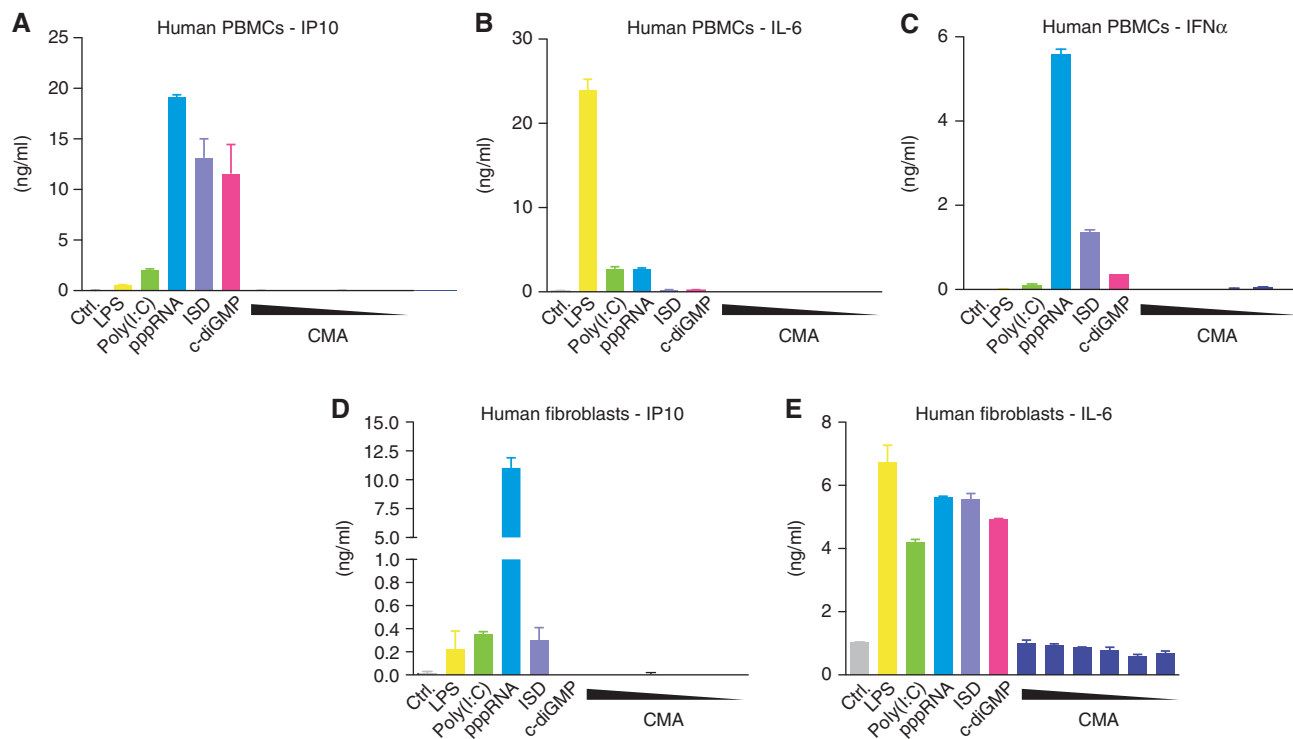 A
Human PBMCs - IP10
(ng/ml)
25
20
15
10
5
0
Ctrl.
LPS
Poly(I:C)
pppRNA
ISD
c-diGMP
CMA
B
Human PBMCs - IL-6
(ng/ml)
30
20
10
0
Ctrl.
LPS
Poly(I:C)
pppRNA
ISD
c-diGMP
CMA
C
Human PBMCs - IFNα
(ng/ml)
6
4
2
0
Ctrl.
LPS
Poly(I:C)
pppRNA
ISD
c-diGMP
CMA
D
Human fibroblasts - IP10
(ng/ml)
15.0
12.5
10.0
7.5
5.0
1.0
0.8
0.6
0.4
0.2
0.0
Ctrl.
LPS
Poly(I:C)
pppRNA
ISD
c-diGMP
CMA
E
Human fibroblasts - IL-6
(ng/ml)
8
6
4
2
0
Ctrl.
LPS
Poly(I:C)
pppRNA
ISD
c-diGMP
CMA